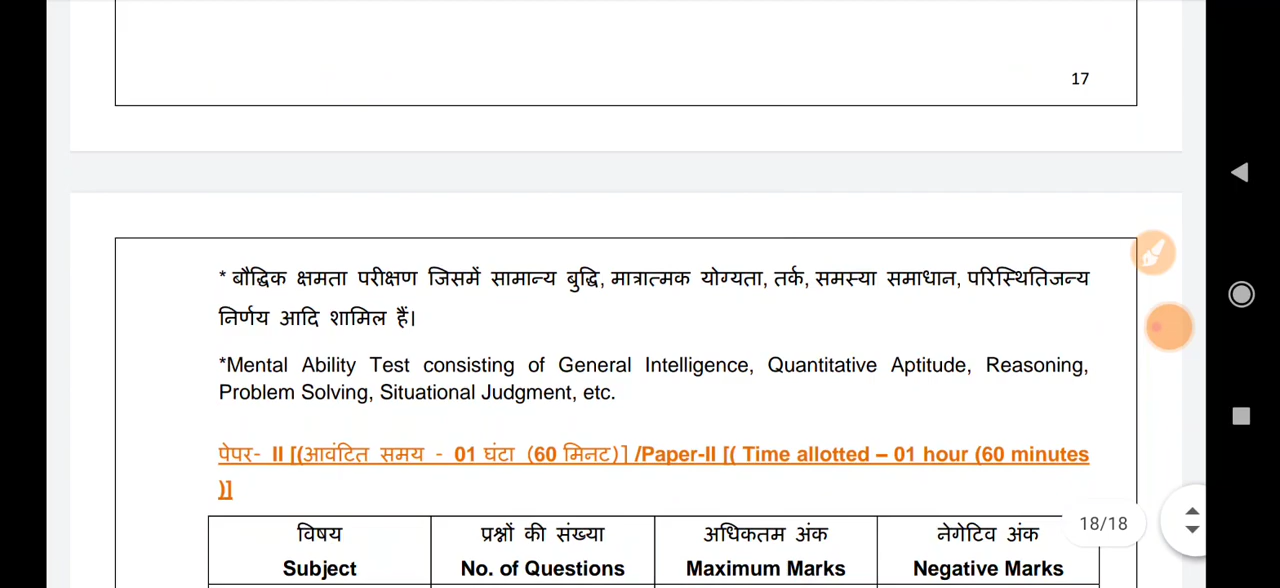 17
* बौद्धिक क्षमता परीक्षण जिसमें सामान्य बुद्धि, मात्रात्मक योग्यता, तर्क, समस्या समाधान, परिस्थितिजन्य
निर्णय आदि शामिल हैं।
*Mental Ability Test consisting of General Intelligence, Quantitative Aptitude, Reasoning,
Problem Solving, Situational Judgment, etc.
पेपर- II [(आवंटित समय - 01 घंटा (60 मिनट)] /Paper-II [( Time allotted – 01 hour (60 minutes
)]
विषय प्रश्नों की संख्या अधिकतम अंक नेगेटिव अंक
Subject No. of Questions Maximum Marks Negative Marks
18/18